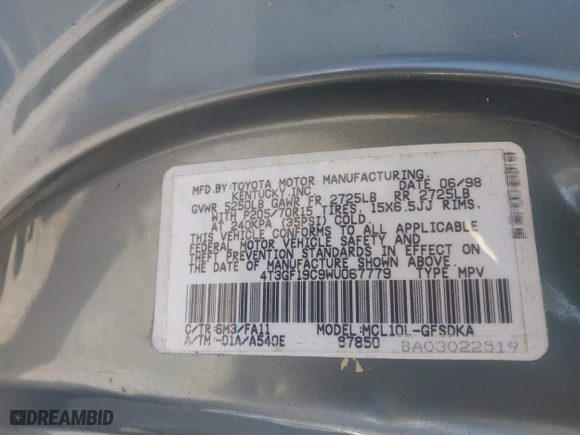 MFD.BY:TOYOTA MOTOR MANUFACTURING.
KENTUCKY INC. DATE 06/98
GVWR 5250LB GAWR FR 2725LB RR 2725LB
WITH P205/70R15 TIRES, 15X6.5JJ RIMS,
AT 240KPA (35PSI) COLD.
THIS VEHICLE CONFORMS TO ALL APPLICABLE
FEDERAL MOTOR VEHICLE SAFETY AND
THEFT PREVENTION STANDARDS IN EFFECT ON
THE DATE OF MANUFACTURE SHOWN ABOVE.
4T3GF19C9WU067779 TYPE MPV
C/TR:6M3/FA11 MODEL:MCL10L-GFSDKA
A/TM:-01A/A540E 97850
BA03022519
DREAMBID